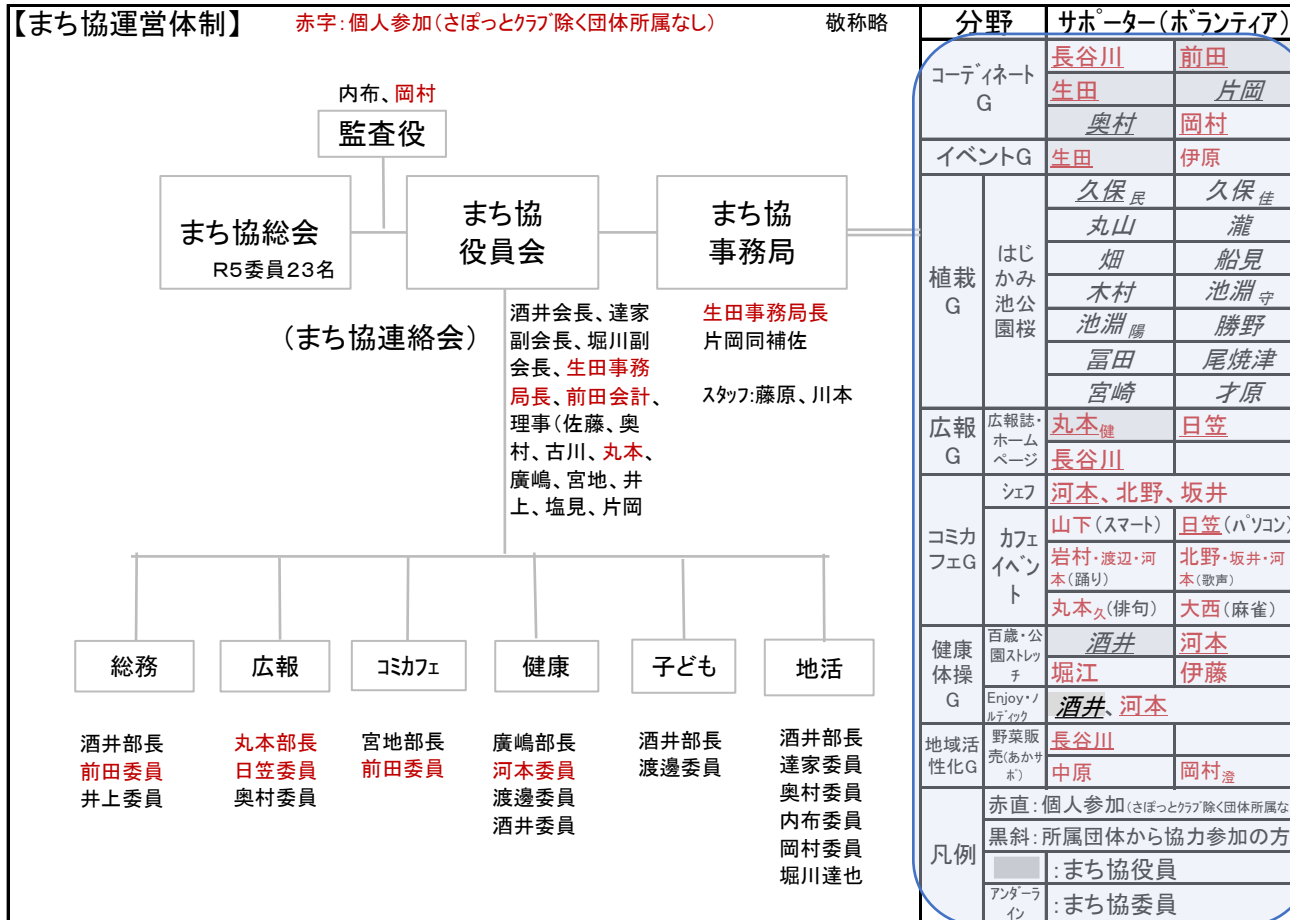 【まち協運営体制】
赤字：個人参加（さぽっとｸﾗﾌﾞ除く団体所属なし）
敬称略
内布、岡村
監査役
まち協総会
R5委員23名
まち協
役員会
まち協
事務局
（まち協連絡会）
酒井会長、達家
副会長、堀川副
会長、生田事務
局長、前田会計、
理事（佐藤、奥
村、古川、丸本、
廣嶋、宮地、井
上、塩見、片岡
生田事務局長
片岡同補佐
ｽﾀｯﾌ:藤原、川本
総務
広報
ｺﾐｶﾌｪ
健康
子ども
地活
酒井部長
前田委員
井上委員
丸本部長
日笠委員
奥村委員
宮地部長
前田委員
廣嶋部長
河本委員
渡邊委員
酒井委員
酒井部長
渡邊委員
酒井部長
達家委員
奥村委員
内布委員
岡村委員
堀川達也
分野
ｻﾎﾟｰﾀｰ（ﾎﾞﾗﾝﾃｨｱ）
ｺｰﾃﾞｨﾈｰﾄ
G
長谷川 前田
生田 片岡
奥村 岡村
イベントG
生田 伊原
植栽
G
はじ
かみ
池公
園桜
久保民 久保佳
丸山 瀧
畑 船見
木村 池淵守
池淵陽 勝野
冨田 尾焼津
宮崎 才原
広報
G
広報誌・
ホーム
ページ
丸本健 日笠
長谷川
コミカ
フェG
ｼｪﾌ
河本、北野、坂井
ｶﾌｪ
ｲﾍﾞﾝ
ﾄ
山下（スマート） 日笠（ﾊﾟｿｺﾝ）
岩村・渡辺・河
本（踊り）
北野・坂井・河
本（歌声）
丸本久（俳句） 大西（麻雀）
健康
体操
G
百歳・公
園ストレッ
チ
酒井 河本
堀江 伊藤
Enjoy・ﾉ
ﾙﾃﾞｨｯｸ
酒井、河本
地域活
性化G
野菜販
売（あかｻ
ﾎﾟ）
長谷川
中原 岡村澄
凡例
赤直：個人参加（さぽっとｸﾗﾌﾞ除く団体所属な
黒斜：所属団体から協力参加の方
：まち協役員
ｱﾝﾀﾞｰﾗ
ｲﾝ
：まち協委員